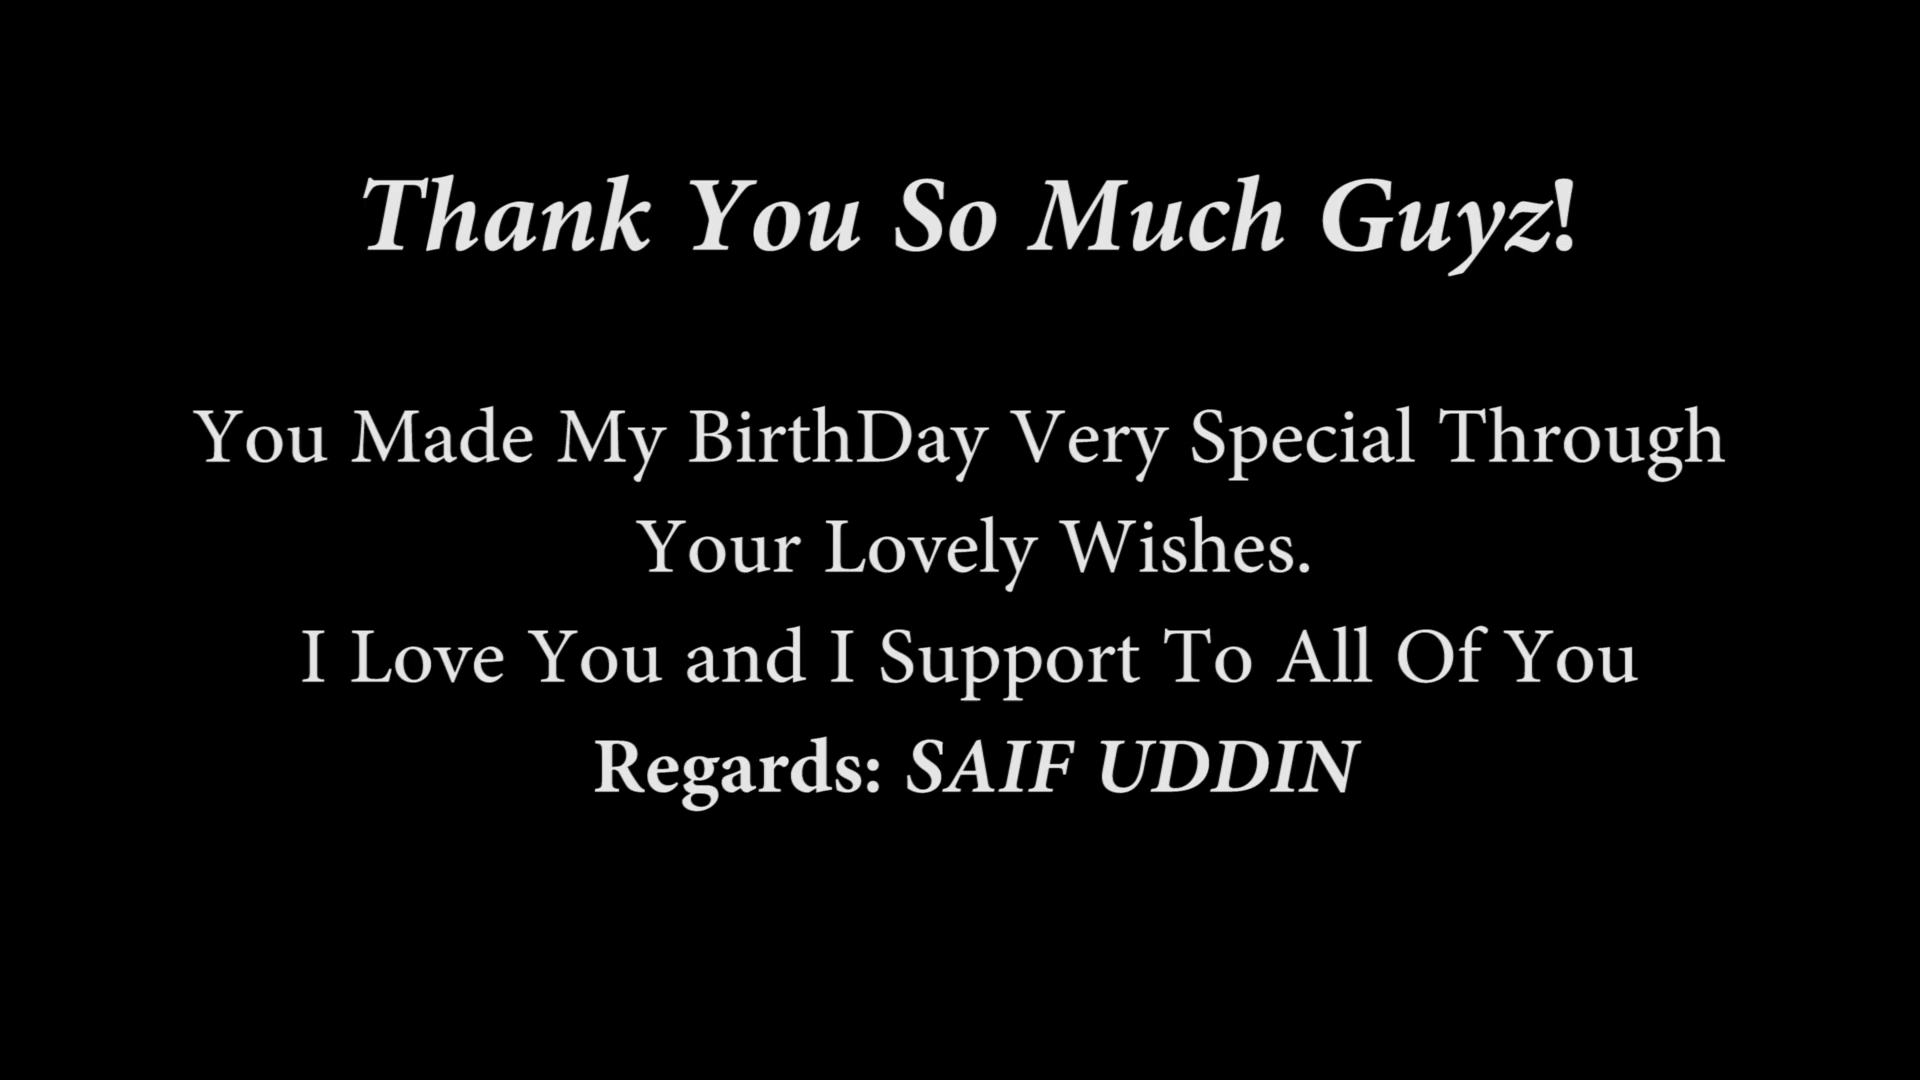 Thank You So Much Guyz!
You Made My BirthDay Very Special Through
Your Lovely Wishes.
I Love You and I Support To All Of You
Regards: SAIF UDDIN